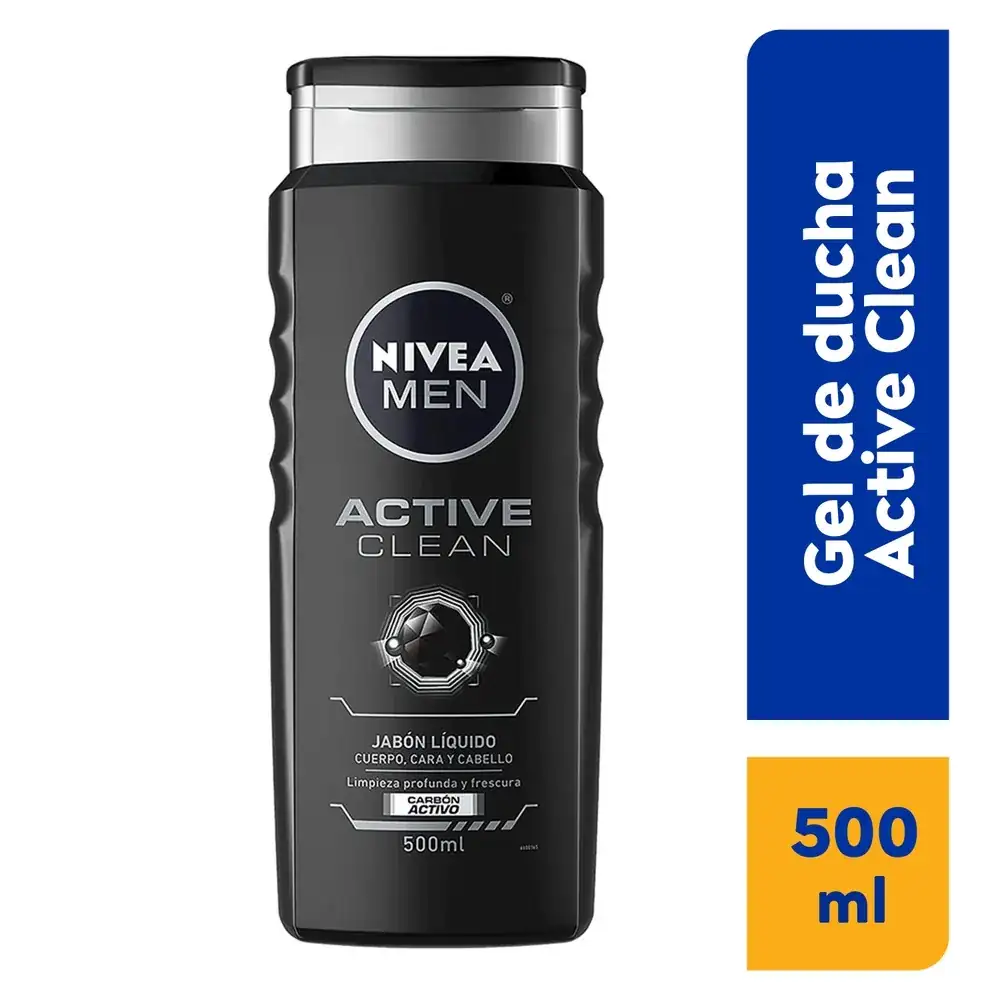 NIVEA
MEN
®
ACTIVE
CLEAN
JABÓN LÍQUIDO
CUERPO, CARA Y CABELLO
Limpieza profunda y frescura
CARBÓN
ACTIVO
500ml
Gel de ducha
Active Clean
500
ml